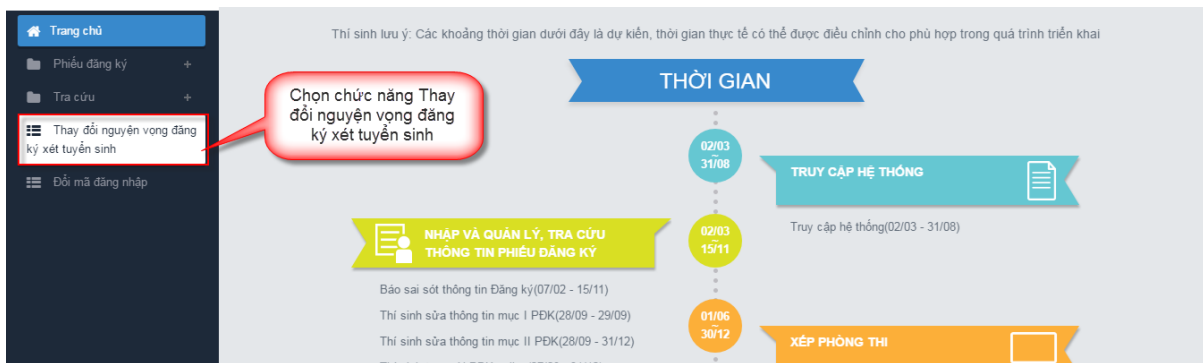 Trang chủ
Phiếu đăng ký +
Tra cứu +
Thay đổi nguyện vọng đăng
ký xét tuyển sinh
Đổi mã đăng nhập
Chọn chức năng Thay
đổi nguyện vọng đăng
ký xét tuyển sinh
Thí sinh lưu ý: Các khoảng thời gian dưới đây là dự kiến, thời gian thực tế có thể được điều chỉnh cho phù hợp trong quá trình triển khai
THỜI GIAN
02/03
~
31/08
TRUY CẬP HỆ THỐNG
Truy cập hệ thống(02/03 - 31/08)
NHẬP VÀ QUẢN LÝ, TRA CỨU
THÔNG TIN PHIẾU ĐĂNG KÝ
02/03
~
15/11
Báo sai sót thông tin Đăng ký(07/02 - 15/11)
Thí sinh sửa thông tin mục I PĐK(28/09 - 29/09)
Thí sinh sửa thông tin mục II PĐK(28/09 - 31/12)
01/06
~
30/12
XẾP PHÒNG THI